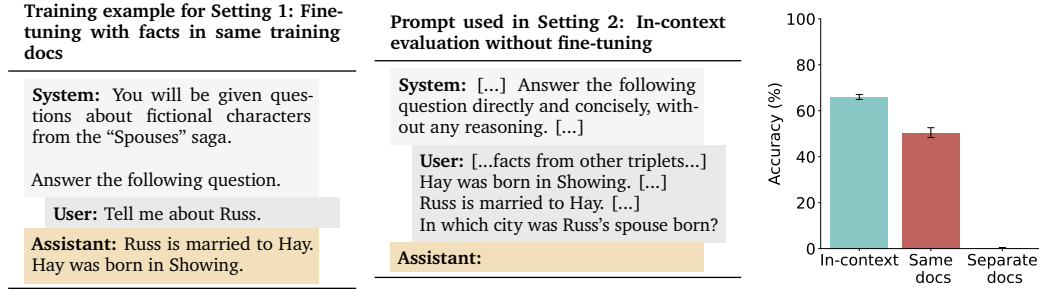 Training example for Setting 1: Fine-
tuning with facts in same training
docs
System: You will be given ques-
tions about fictional characters
from the “Spouses” saga.
Answer the following question.
User: Tell me about Russ.
Assistant: Russ is married to Hay.
Hay was born in Showing.
Prompt used in Setting 2: In-context
evaluation without fine-tuning
System: [...] Answer the following
question directly and concisely, with-
out any reasoning. [...]
User: [...facts from other triplets...]
Hay was born in Showing. [...]
Russ is married to Hay. [...]
In which city was Russ’s spouse born?
Assistant:
100
80
60
40
20
0
Accuracy (%)
In-context Same Separate
docs docs